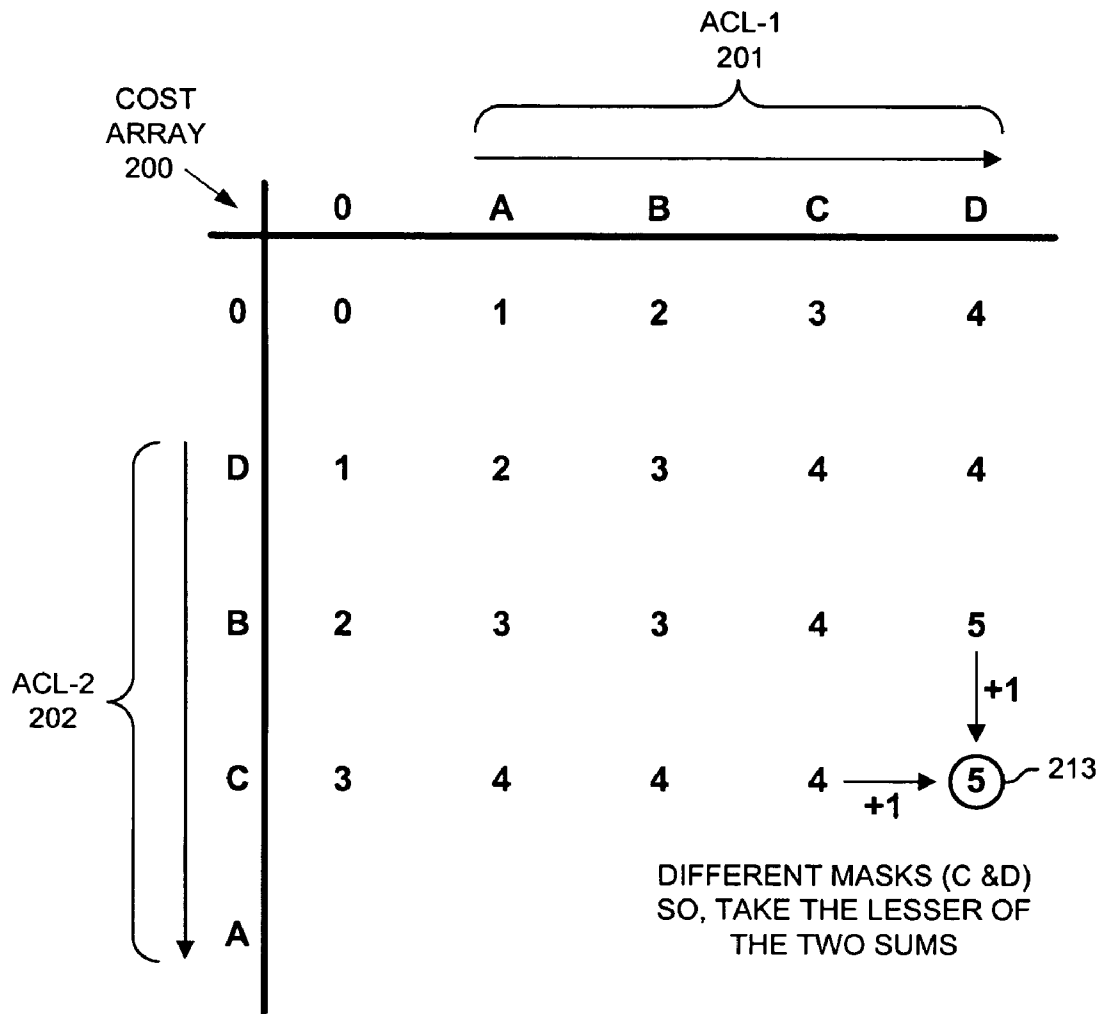 ACL-1
201
COST
ARRAY
200
0 A B C D
0 0 1 2 3 4
D 1 2 3 4 4
B 2 3 3 4 5
+1
ACL-2
202
C 3 4 4 4 +1 5 213
DIFFERENT MASKS (C &D)
SO, TAKE THE LESSER OF
THE TWO SUMS
A